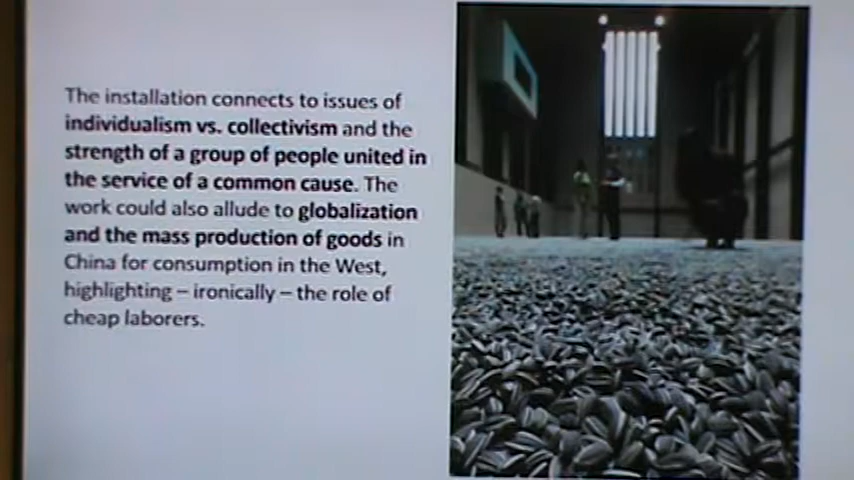 The installation connects to issues of
individualism vs. collectivism and the
strength of a group of people united in
the service of a common cause. The
work could also allude to globalization
and the mass production of goods in
China for consumption in the West,
highlighting – ironically – the role of
cheap laborers.